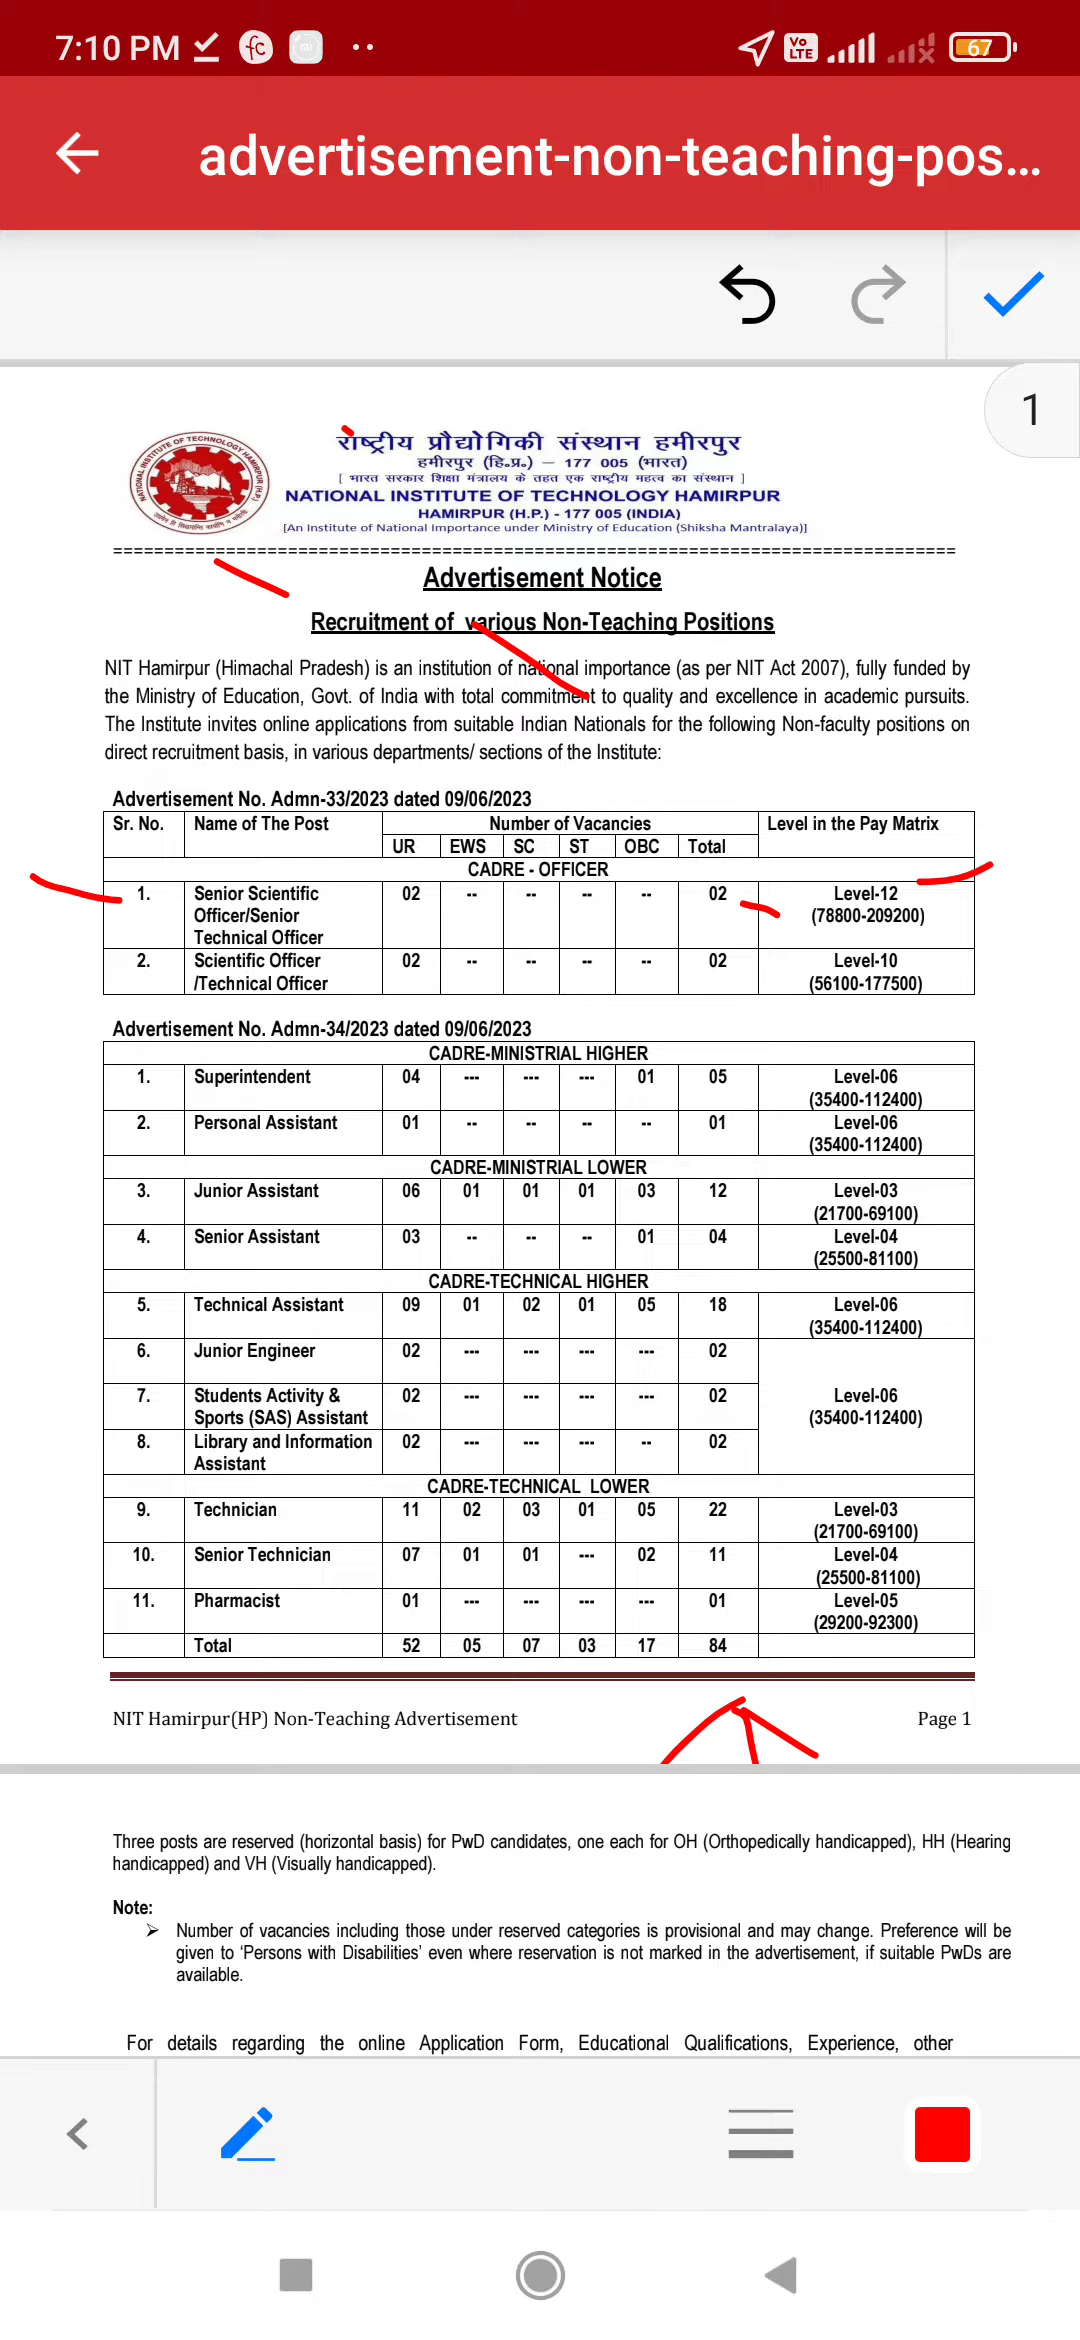 7:10 PM
fc
mi
Vo LTE
67
advertisement-non-teaching-pos...
1
NATIONAL INSTITUTE OF TECHNOLOGY HAMIRPUR (H.P.)
राष्ट्रीय प्रौद्योगिकी संस्थान हमीरपुर
हमीरपुर (हि.प्र.) – 177 005 (भारत)
[ भारत सरकार शिक्षा मंत्रालय के तहत एक राष्ट्रीय महत्व का संस्थान ]
NATIONAL INSTITUTE OF TECHNOLOGY HAMIRPUR
HAMIRPUR (H.P.) - 177 005 (INDIA)
[An Institute of National Importance under Ministry of Education (Shiksha Mantralaya)]
Advertisement Notice
Recruitment of various Non-Teaching Positions
NIT Hamirpur (Himachal Pradesh) is an institution of national importance (as per NIT Act 2007), fully funded by
the Ministry of Education, Govt. of India with total commitment to quality and excellence in academic pursuits.
The Institute invites online applications from suitable Indian Nationals for the following Non-faculty positions on
direct recruitment basis, in various departments/ sections of the Institute:
Advertisement No. Admn-33/2023 dated 09/06/2023
Sr. No. Name of The Post Number of Vacancies Level in the Pay Matrix
UR EWS SC ST OBC Total
CADRE - OFFICER
1. Senior Scientific 02 -- -- -- -- 02 Level-12
Officer/Senior (78800-209200)
Technical Officer
2. Scientific Officer 02 -- -- -- -- 02 Level-10
/Technical Officer (56100-177500)
Advertisement No. Admn-34/2023 dated 09/06/2023
CADRE-MINISTRIAL HIGHER
1. Superintendent 04 --- --- --- 01 05 Level-06
(35400-112400)
2. Personal Assistant 01 -- -- -- -- 01 Level-06
(35400-112400)
CADRE-MINISTRIAL LOWER
3. Junior Assistant 06 01 01 01 03 12 Level-03
(21700-69100)
4. Senior Assistant 03 -- -- -- 01 04 Level-04
(25500-81100)
CADRE-TECHNICAL HIGHER
5. Technical Assistant 09 01 02 01 05 18 Level-06
(35400-112400)
6. Junior Engineer 02 --- --- --- --- 02
7. Students Activity & 02 --- --- --- --- 02 Level-06
Sports (SAS) Assistant (35400-112400)
8. Library and Information 02 --- --- --- -- 02
Assistant
CADRE-TECHNICAL LOWER
9. Technician 11 02 03 01 05 22 Level-03
(21700-69100)
10. Senior Technician 07 01 01 --- 02 11 Level-04
(25500-81100)
11. Pharmacist 01 --- --- --- --- 01 Level-05
(29200-92300)
Total 52 05 07 03 17 84
NIT Hamirpur(HP) Non-Teaching Advertisement Page 1
Three posts are reserved (horizontal basis) for PwD candidates, one each for OH (Orthopedically handicapped), HH (Hearing
handicapped) and VH (Visually handicapped).
Note:
➢ Number of vacancies including those under reserved categories is provisional and may change. Preference will be
given to ‘Persons with Disabilities’ even where reservation is not marked in the advertisement, if suitable PwDs are
available.
For details regarding the online Application Form, Educational Qualifications, Experience, other